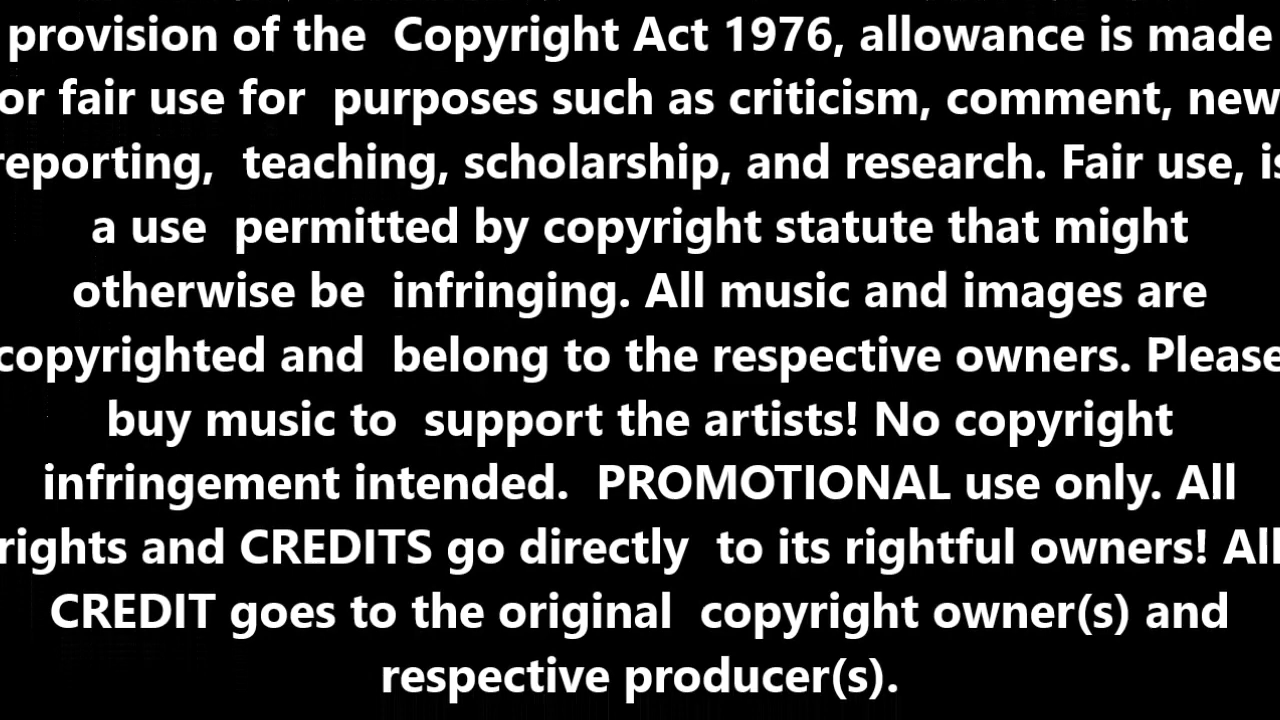 provision of the Copyright Act 1976, allowance is made
or fair use for purposes such as criticism, comment, new
reporting, teaching, scholarship, and research. Fair use, is
a use permitted by copyright statute that might
otherwise be infringing. All music and images are
copyrighted and belong to the respective owners. Please
buy music to support the artists! No copyright
infringement intended. PROMOTIONAL use only. All
rights and CREDITS go directly to its rightful owners! All
CREDIT goes to the original copyright owner(s) and
respective producer(s).